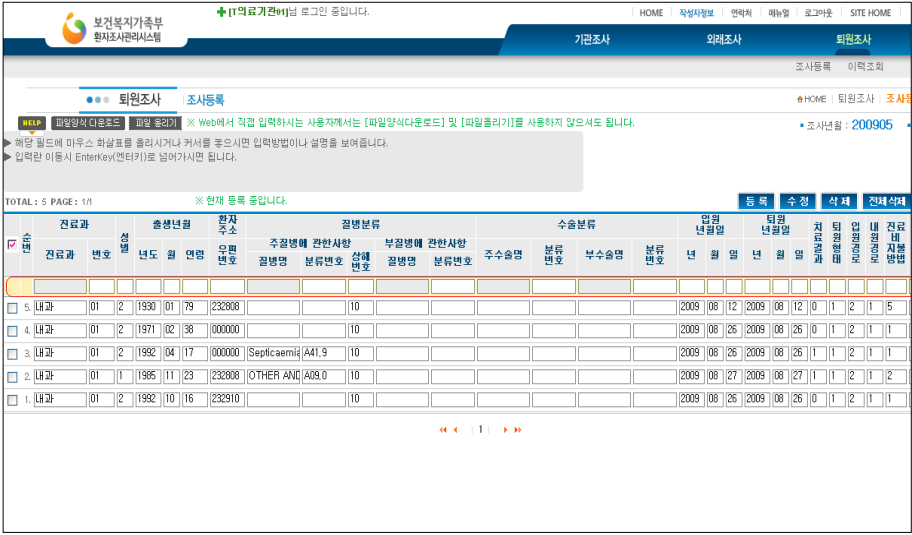 보건복지가족부
환자조사관리시스템
[T의료기관01]님 로그인 중입니다.
HOME 작성자정보 연락처 매뉴얼 로그아웃 SITE HOME
기관조사 외래조사 퇴원조사
조사등록 이력조회
퇴원조사 조사등록
HOME 퇴원조사 조사등
HELP 파일양식 다운로드 파일 올리기 ※ Web에서 직접 입력하시는 사용자께서는 [파일양식다운로드] 및 [파일올리기]를 사용하지 않으셔도 됩니다.
조사년월 : 200905
▶ 해당 필드에 마우스 화살표를 올리시거나 커서를 놓으시면 입력방법이나 설명을 보여줍니다.
▶ 입력란 이동시 EnterKey(엔터키)로 넘어가시면 됩니다.
TOTAL : 5 PAGE : 1/1 ※ 현재 등록 중입니다. 등 록 수 정 삭 제 전체삭제
순번 진료과 성별 출생년월 환자주소 질병분류 수술분류 입원년월일 퇴원년월일 치료결과 퇴원형태 입원경로 내원경로 진료비지불방법
주질병에 관한사항 부질병에 관한사항
진료과 번호 년도 월 연령 우편번호 질병명 분류번호 상해번호 질병명 분류번호 주수술명 분류번호 부수술명 분류번호 년 월 일 년 월 일
5. 내과 01 2 1930 01 79 232808 10 2009 08 12 2009 08 12 0 1 2 1 5
4. 내과 01 2 1971 02 38 000000 10 2009 08 26 2009 08 26 0 1 2 1 1
3. 내과 01 2 1992 04 17 000000 Septicaemia A41.9 10 2009 08 26 2009 08 26 1 1 2 1 1
2. 내과 01 1 1985 11 23 232808 OTHER AND A09.0 10 2009 08 27 2009 08 27 1 1 2 1 2
1. 내과 01 2 1992 10 16 232910 10 2009 08 26 2009 08 26 0 1 2 1 1
1